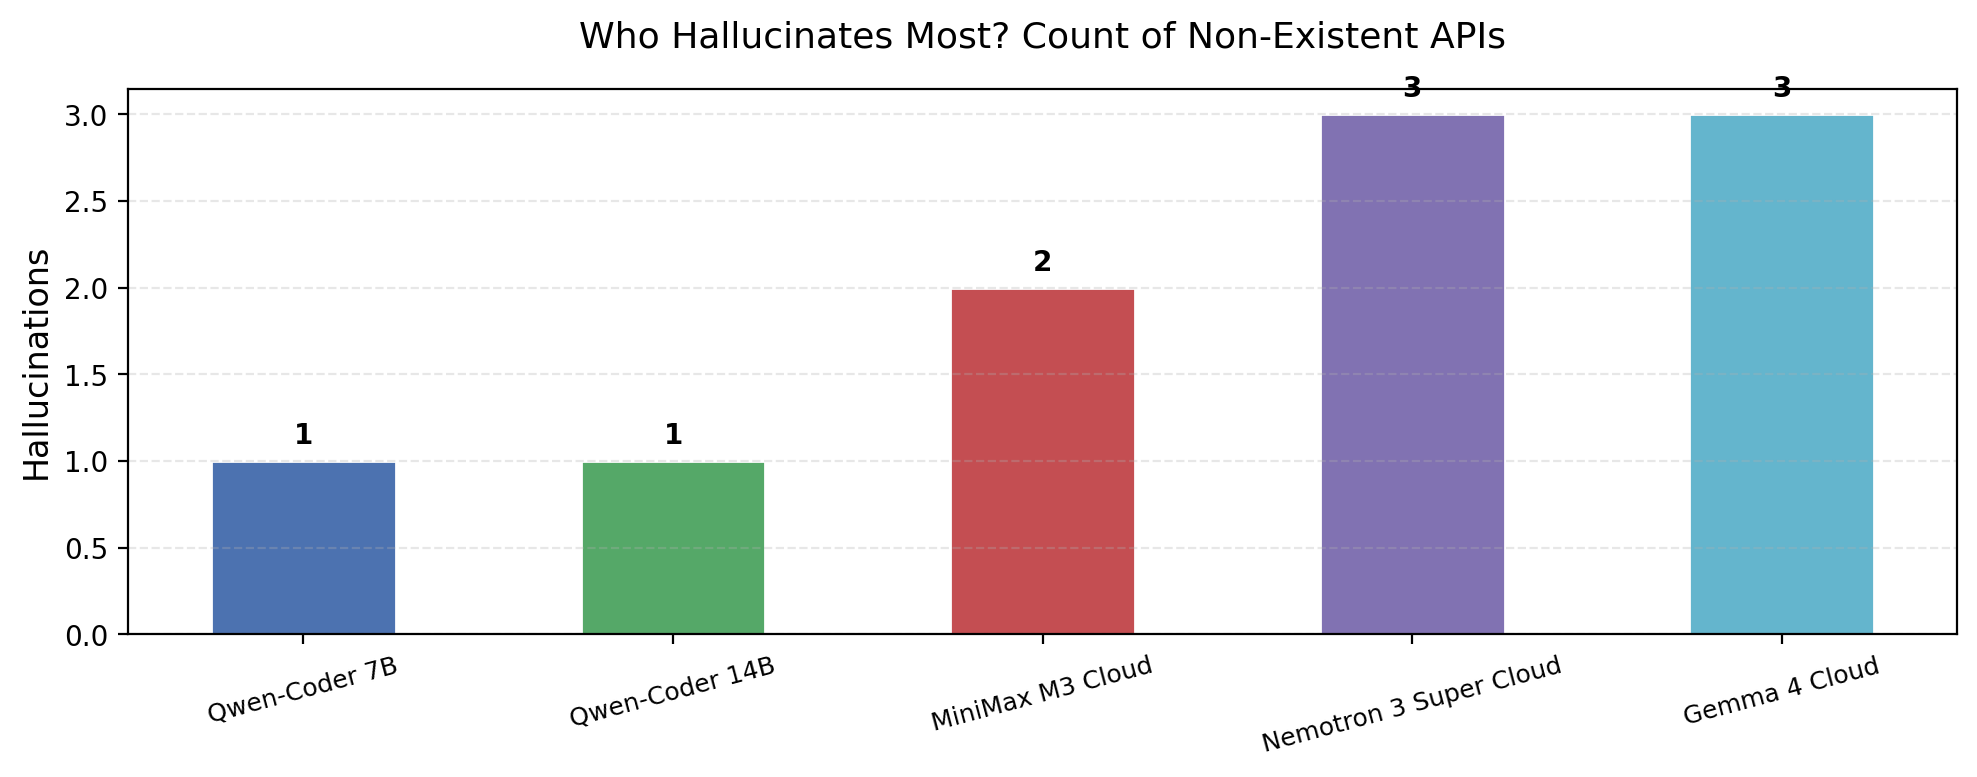 Who Hallucinates Most? Count of Non-Existent APIs
Hallucinations
3.0
2.5
2.0
1.5
1.0
0.5
0.0
1
1
2
3
3
Qwen-Coder 7B
Qwen-Coder 14B
MiniMax M3 Cloud
Nemotron 3 Super Cloud
Gemma 4 Cloud